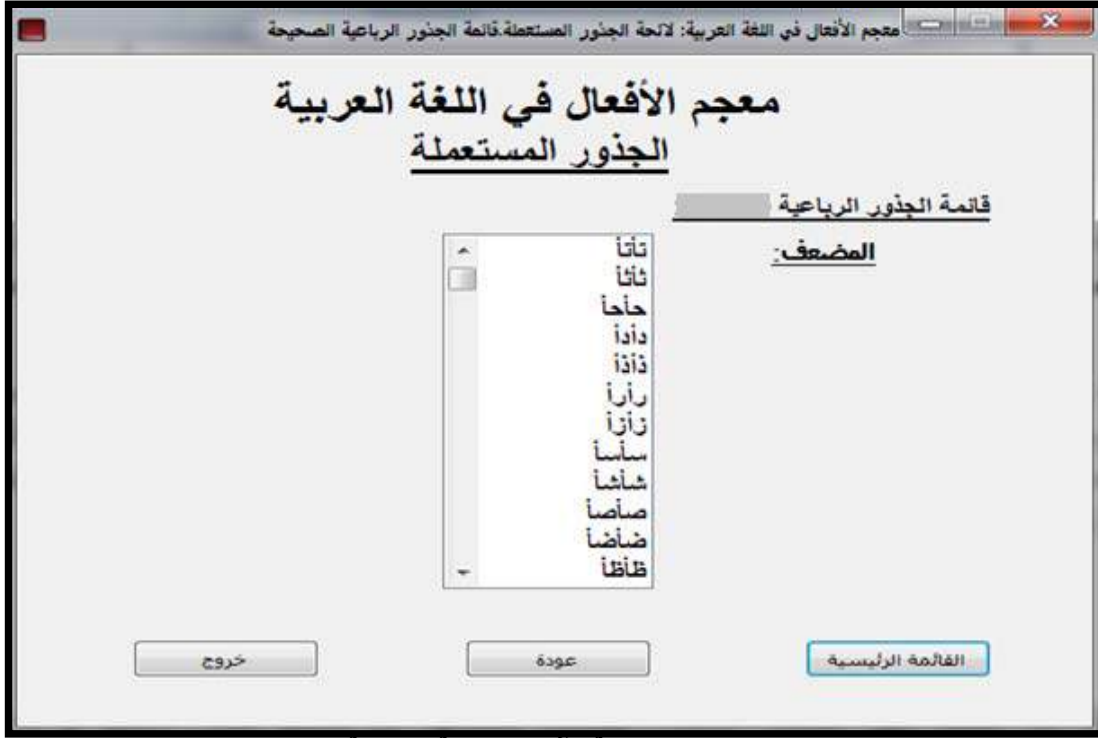 معجم الأفعال في اللغة العربية: لائحة الجذور المستعملة.قائمة الجذور الرباعية الصحيحة
معجم الأفعال في اللغة العربية
الجذور المستعملة
قائمة الجذور الرباعية
المضعف:
تأتأ
ثأثأ
حأحأ
دأدأ
ذأذأ
رأرأ
زأزأ
سأسأ
شأشأ
صأصأ
ضأضأ
ظأظأ
القائمة الرئيسية
عودة
خروج